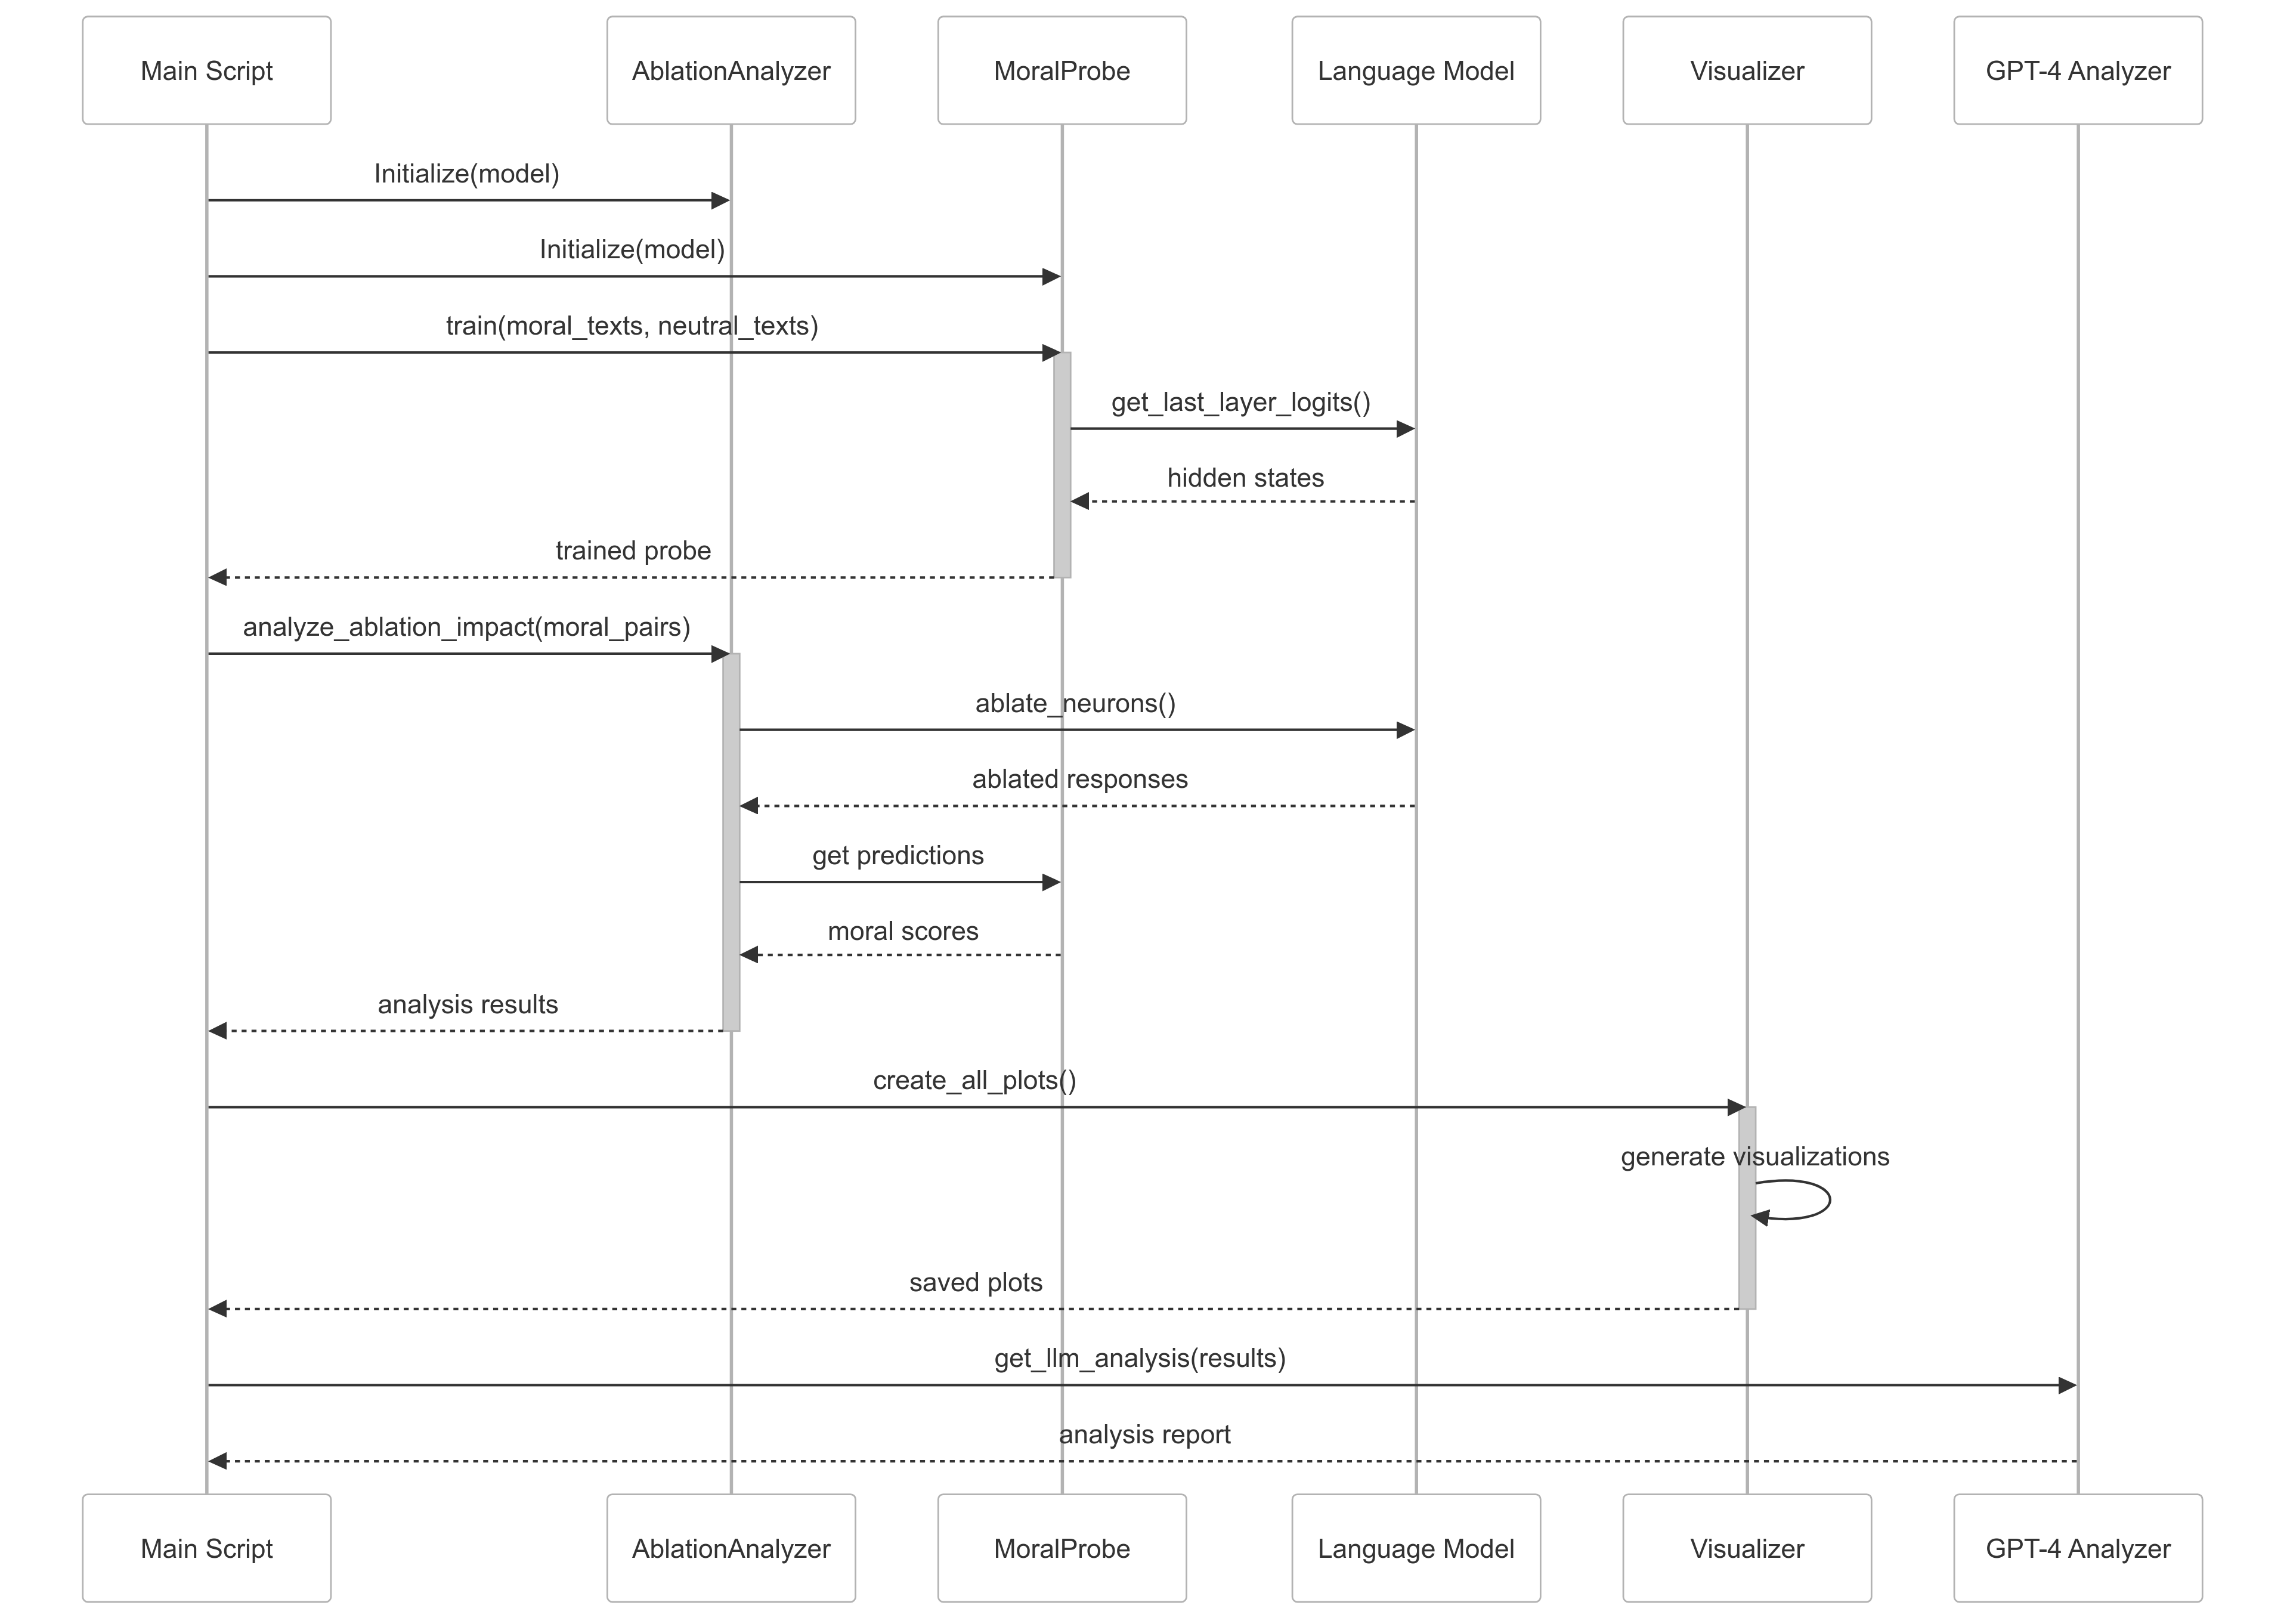 Main Script
AblationAnalyzer
MoralProbe
Language Model
Visualizer
GPT-4 Analyzer
Initialize(model)
Initialize(model)
train(moral_texts, neutral_texts)
get_last_layer_logits()
hidden states
trained probe
analyze_ablation_impact(moral_pairs)
ablate_neurons()
ablated responses
get predictions
moral scores
analysis results
create_all_plots()
generate visualizations
saved plots
get_llm_analysis(results)
analysis report
Main Script
AblationAnalyzer
MoralProbe
Language Model
Visualizer
GPT-4 Analyzer